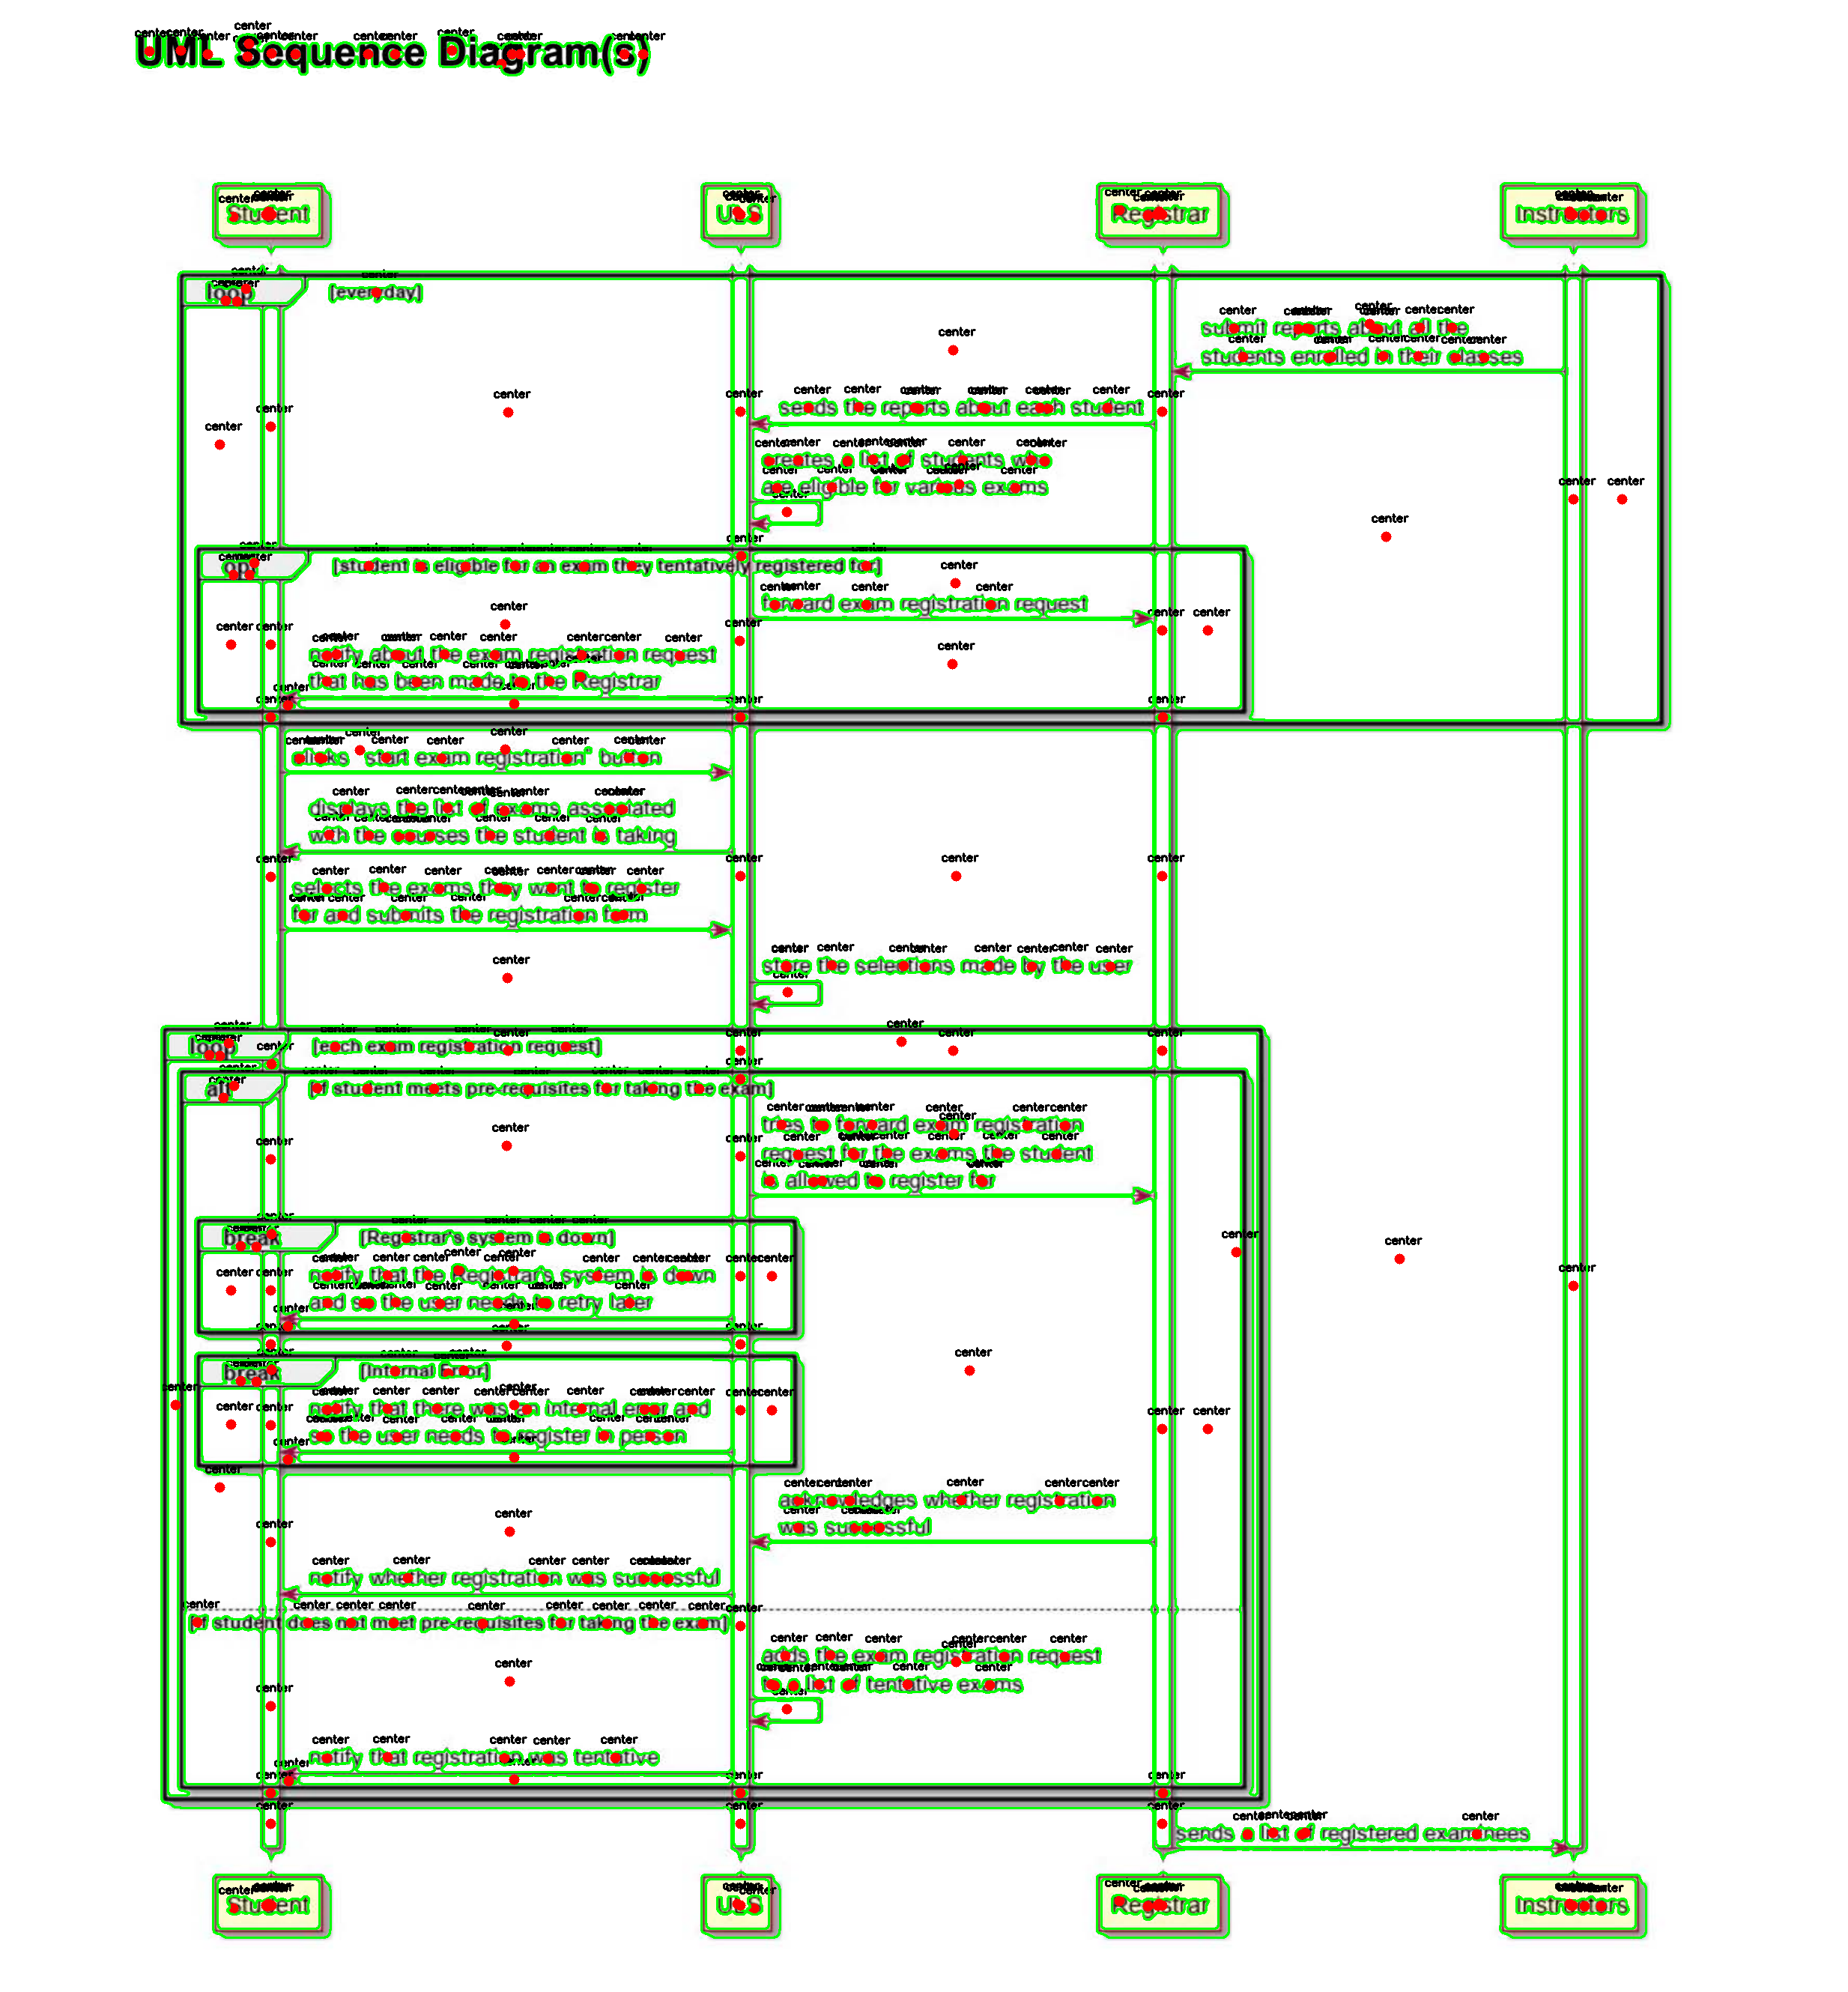 UML Sequence Diagram(s)
Student
ULS
Registrar
Instructors
loop
[everyday]
submit reports about all the
students enrolled in their classes
sends the reports about each student
creates a list of students who
are eligible for various exams
opt
[student is eligible for an exam they tentatively registered for]
forward exam registration request
notify about the exam registration request
that has been made to the Registrar
clicks "start exam registration" button
displays the list of exams associated
with the courses the student is taking
selects the exams they want to register
for and submits the registration form
store the selections made by the user
loop
[each exam registration request]
alt
[if student meets pre-requisites for taking the exam]
tries to forward exam registration
request for the exams the student
is allowed to register for
break
[Registrar's system is down]
notify that the Registrar's system is down
and so the user needs to retry later
break
[Internal Error]
notify that there was an internal error and
so the user needs to register in person
acknowledges whether registration
was successful
notify whether registration was successful
[if student does not meet pre-requisites for taking the exam]
adds the exam registration request
to a list of tentative exams
notify that registration was tentative
sends a list of registered examinees
Student
ULS
Registrar
Instructors